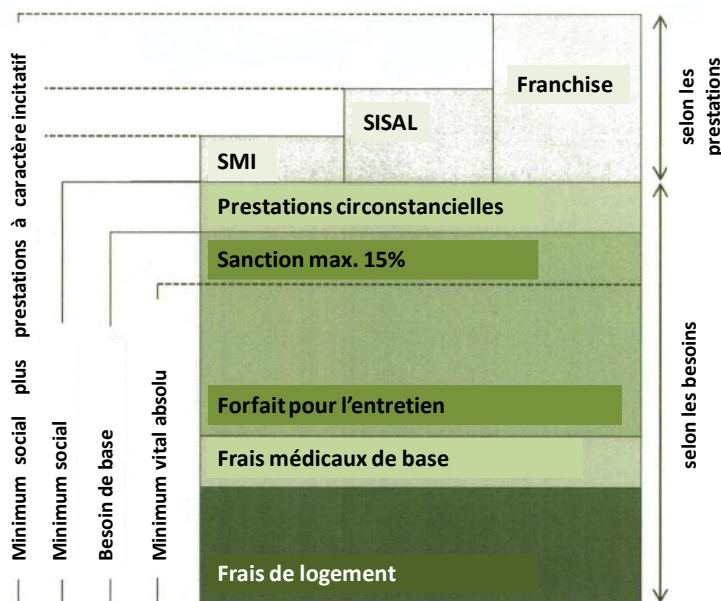 Minimum social plus prestations à caractère incitatif
Minimum social
Besoin de base
Minimum vital absolu
Franchise
SISAL
SMI
Prestations circonstancielles
Sanction max. 15%
Forfait pour l'entretien
Frais médicaux de base
Frais de logement
selon les
prestations
selon les besoins